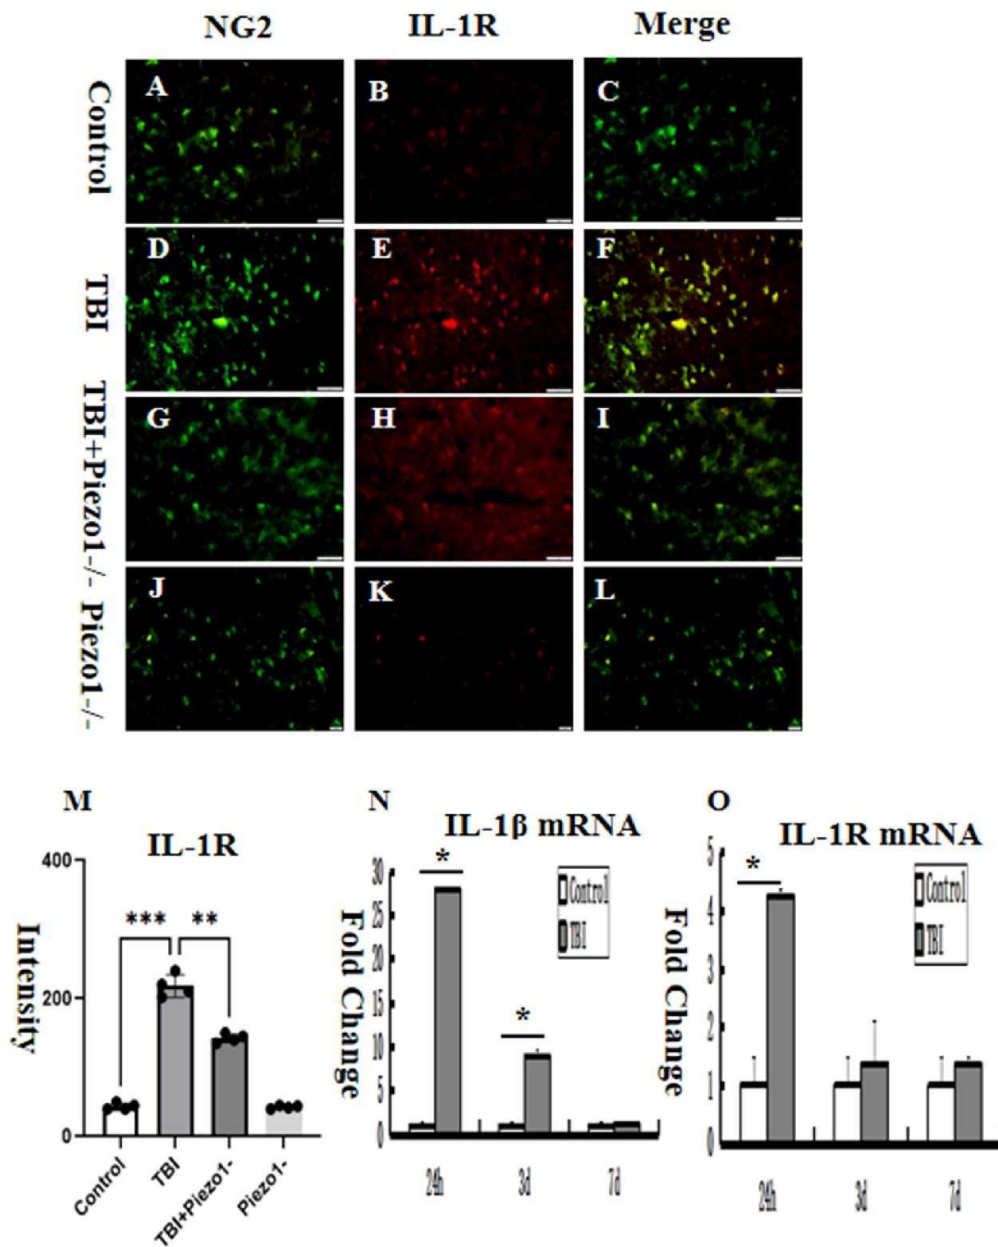 NG2 IL-1R Merge
Control
A B C
TBI
D E F
TBI+Piezo1-/-
G H I
Piezo1-/-
J K L
M
IL-1R
Intensity
400
200
0
*** **
Control
TBI
TBI+Piezo1-
Piezo1-
N
IL-1β mRNA
Fold Change
30
25
20
15
10
5
0
*
*
Control
TBI
24h 3d 7d
O
IL-1R mRNA
Fold Change
5
4
3
2
1
0
*
Control
TBI
24h 3d 7d